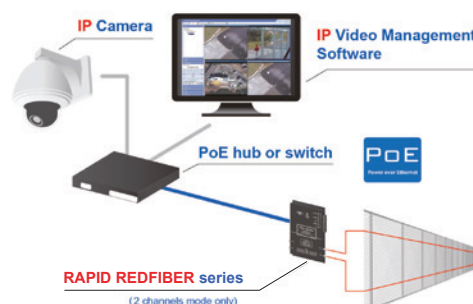 IP Camera
IP Video Management
Software
PoE hub or switch
PoE
Power over Ethernet
RAPID REDFIBER series
(2 channels mode only)